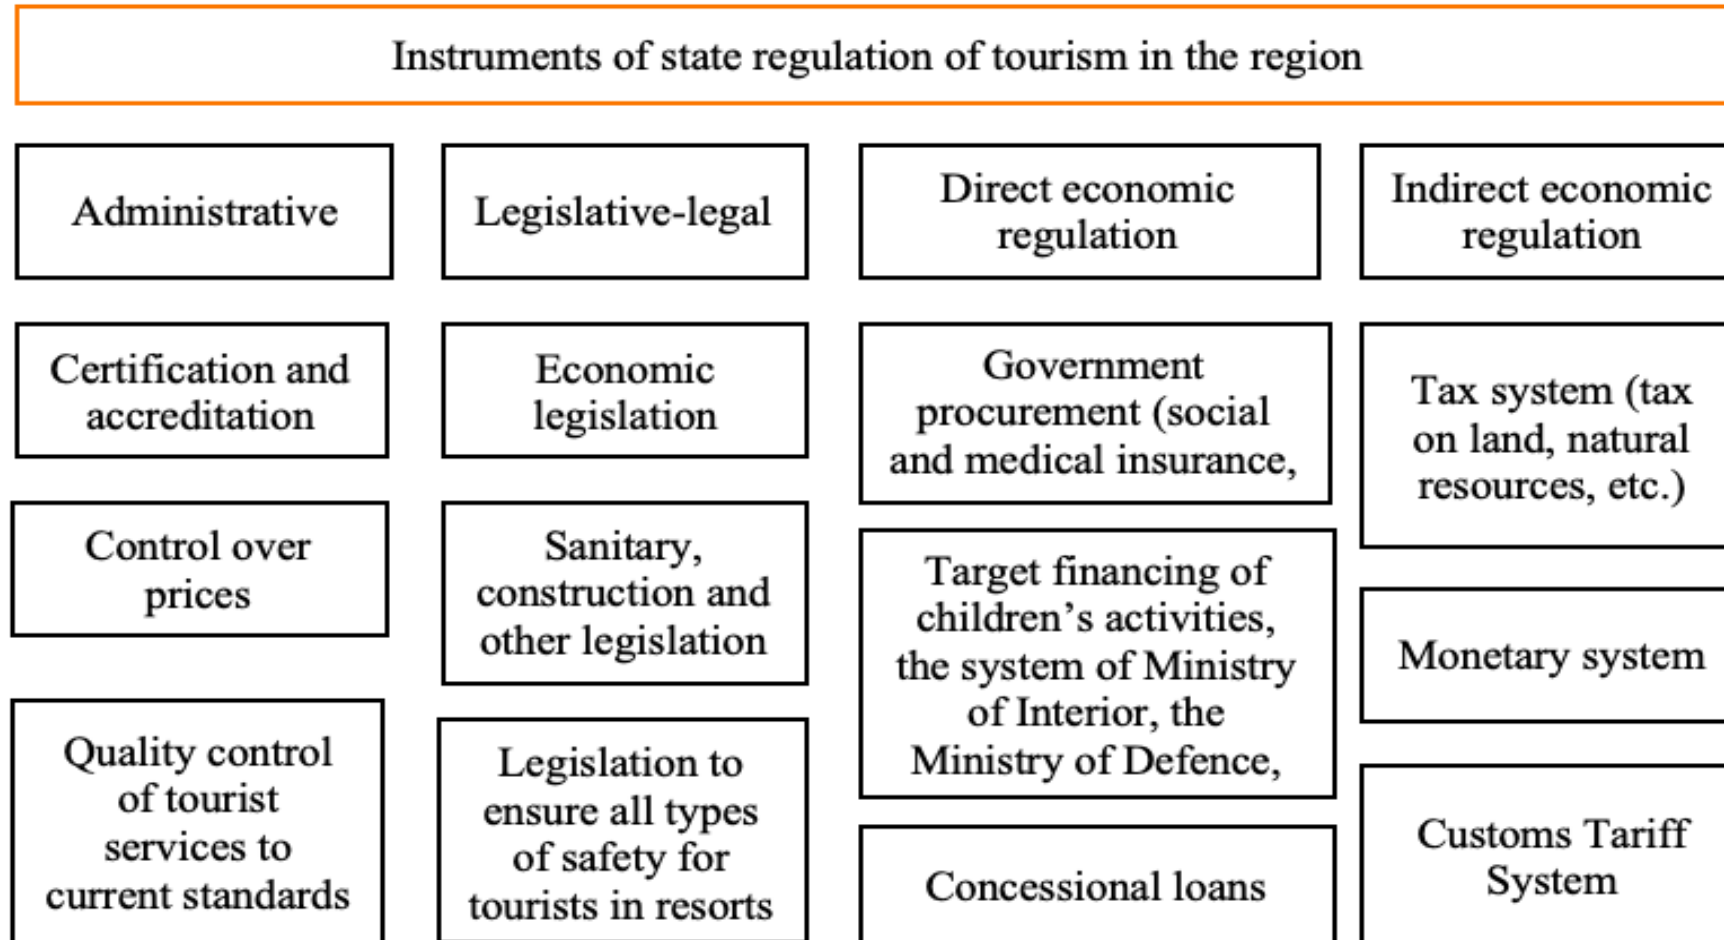 Instruments of state regulation of tourism in the region
Administrative
Legislative-legal
Direct economic
regulation
Indirect economic
regulation
Certification and
accreditation
Economic
legislation
Government
procurement (social
and medical insurance,
Tax system (tax
on land, natural
resources, etc.)
Control over
prices
Sanitary,
construction and
other legislation
Target financing of
children’s activities,
the system of Ministry
of Interior, the
Ministry of Defence,
Monetary system
Quality control
of tourist
services to
current standards
Legislation to
ensure all types
of safety for
tourists in resorts
Concessional loans
Customs Tariff
System